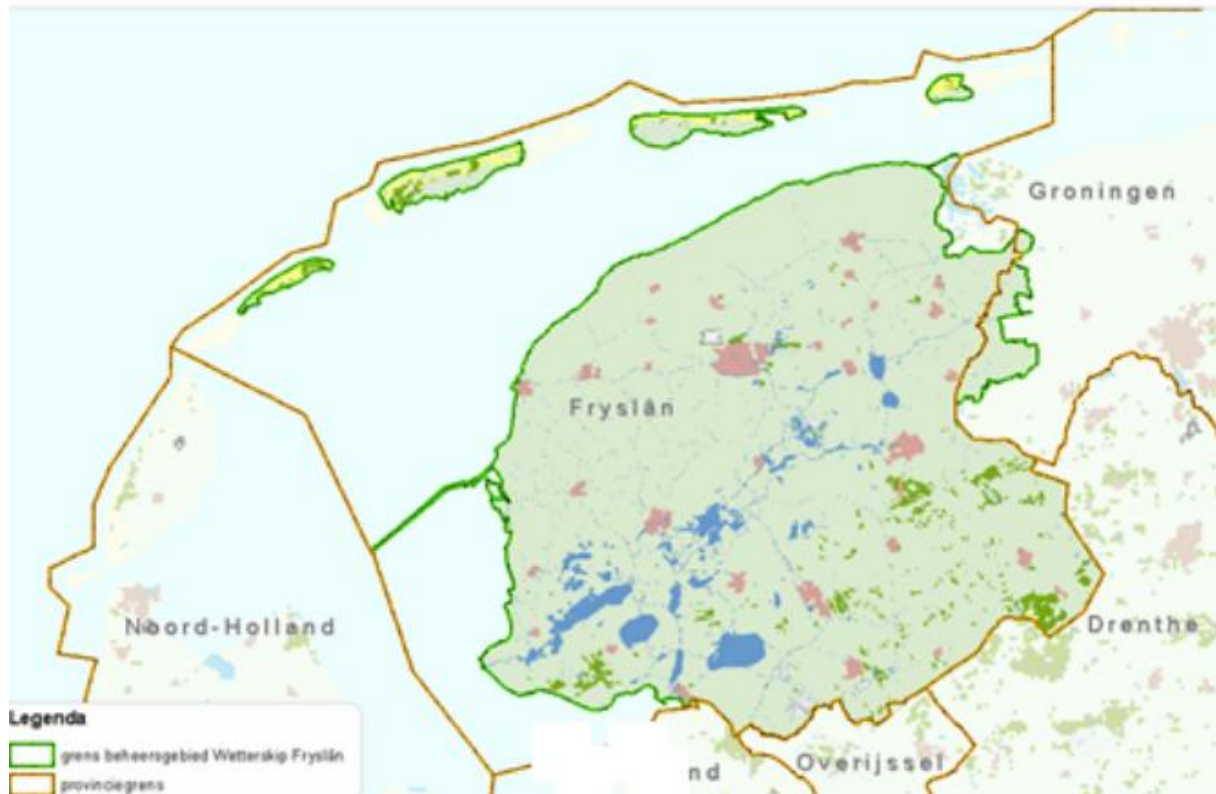 Groningen
Fryslân
Noord-Holland
Drenthe
Legenda
grens beheersgebied Wetterskip Fryslân
nd
Overijssel
provinciegrens